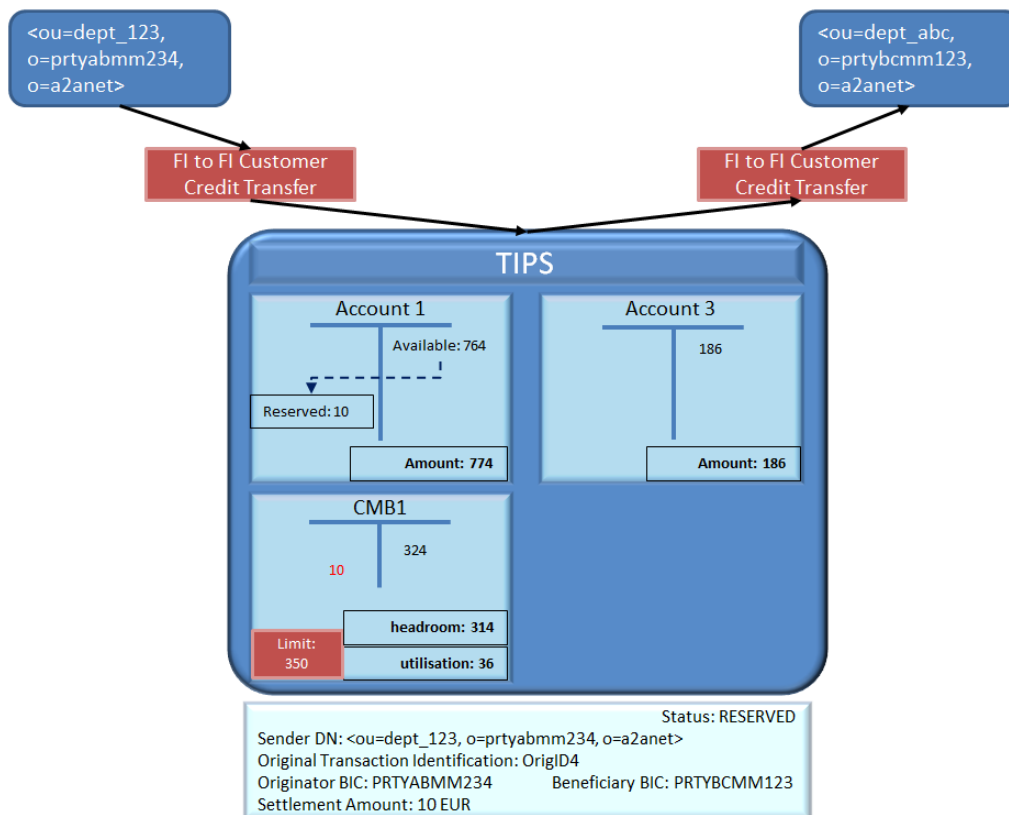 <ou=dept_123,
o=prtyabmm234,
o=a2anet>
<ou=dept_abc,
o=prtybcmm123,
o=a2anet>
FI to FI Customer
Credit Transfer
FI to FI Customer
Credit Transfer
TIPS
Account 1
Available: 764
Reserved: 10
Amount: 774
Account 3
186
Amount: 186
CMB1
324
10
headroom: 314
Limit:
350
utilisation: 36
Status: RESERVED
Sender DN: <ou=dept_123, o=prtyabmm234, o=a2anet>
Original Transaction Identification: OrigID4
Originator BIC: PRTYABMM234 Beneficiary BIC: PRTYBCMM123
Settlement Amount: 10 EUR